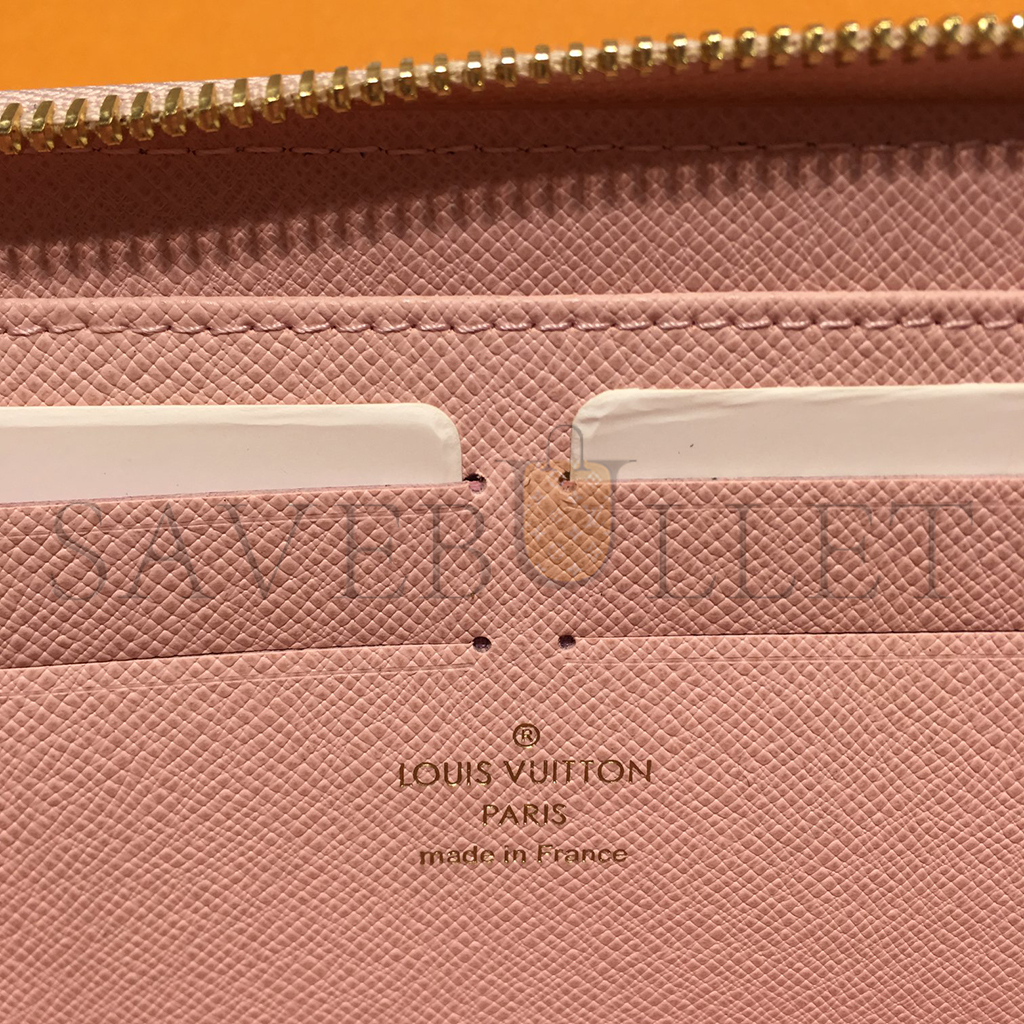 SAVEBULLET
®
LOUIS VUITTON
PARIS
made in France